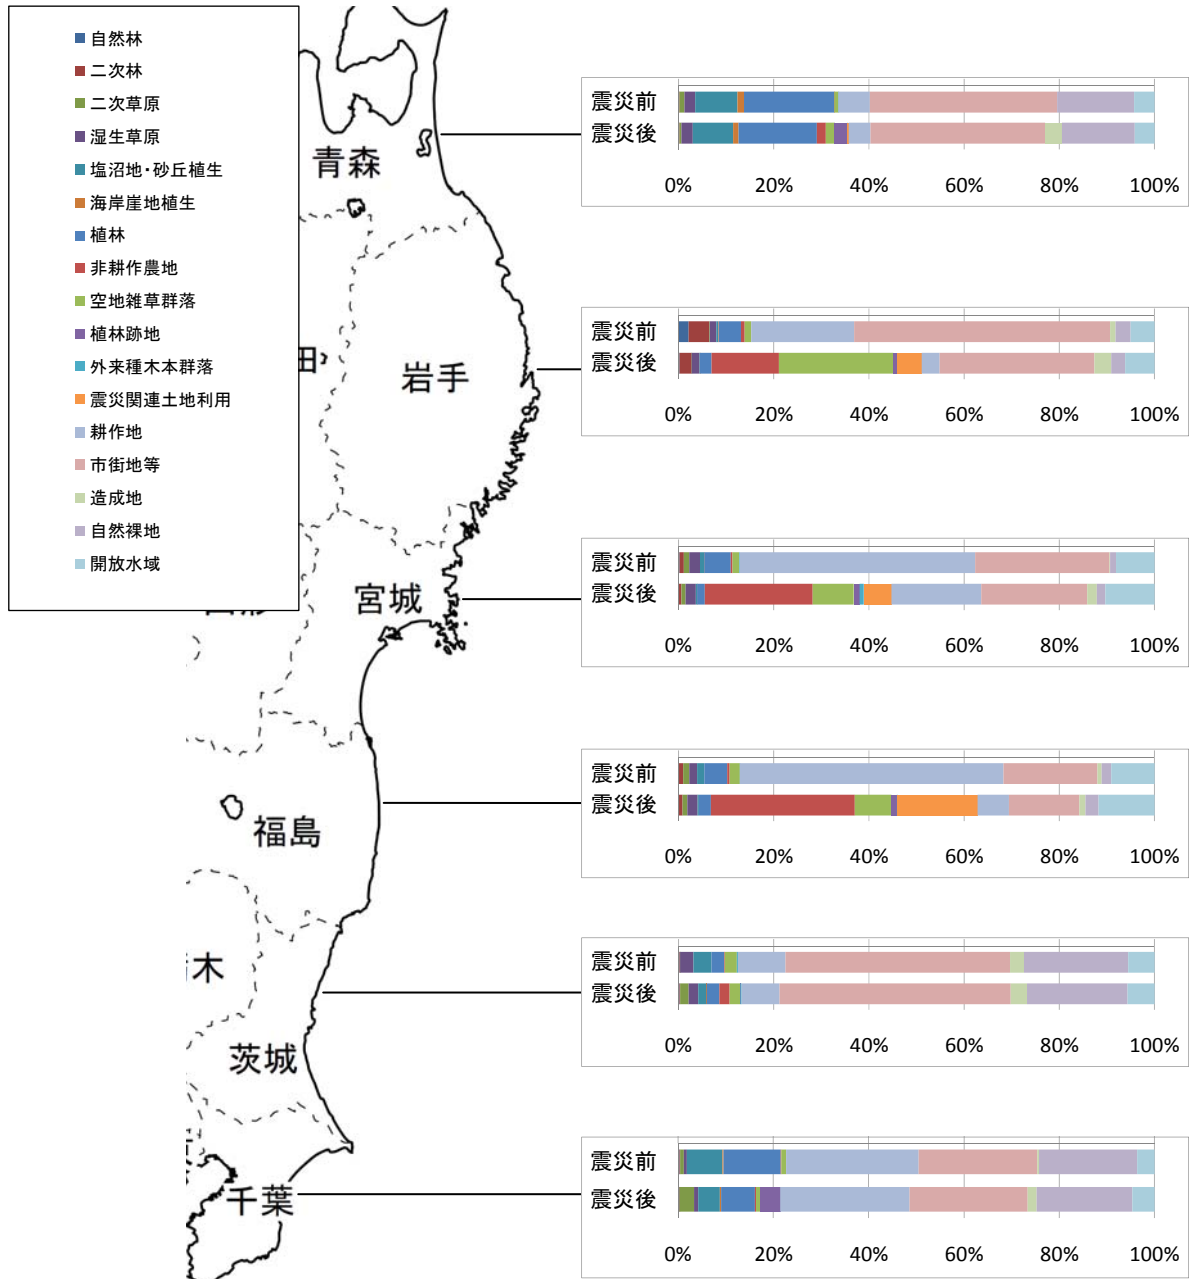 自然林
二次林
二次草原
湿生草原
塩沼地・砂丘植生
海岸崖地植生
植林
非耕作農地
空地雑草群落
植林跡地
外来種木本群落
震災関連土地利用
耕作地
市街地等
造成地
自然裸地
開放水域
青森
岩手
宮城
福島
木
茨城
千葉
震災前
震災後
0% 20% 40% 60% 80% 100%
震災前
震災後
0% 20% 40% 60% 80% 100%
震災前
震災後
0% 20% 40% 60% 80% 100%
震災前
震災後
0% 20% 40% 60% 80% 100%
震災前
震災後
0% 20% 40% 60% 80% 100%
震災前
震災後
0% 20% 40% 60% 80% 100%